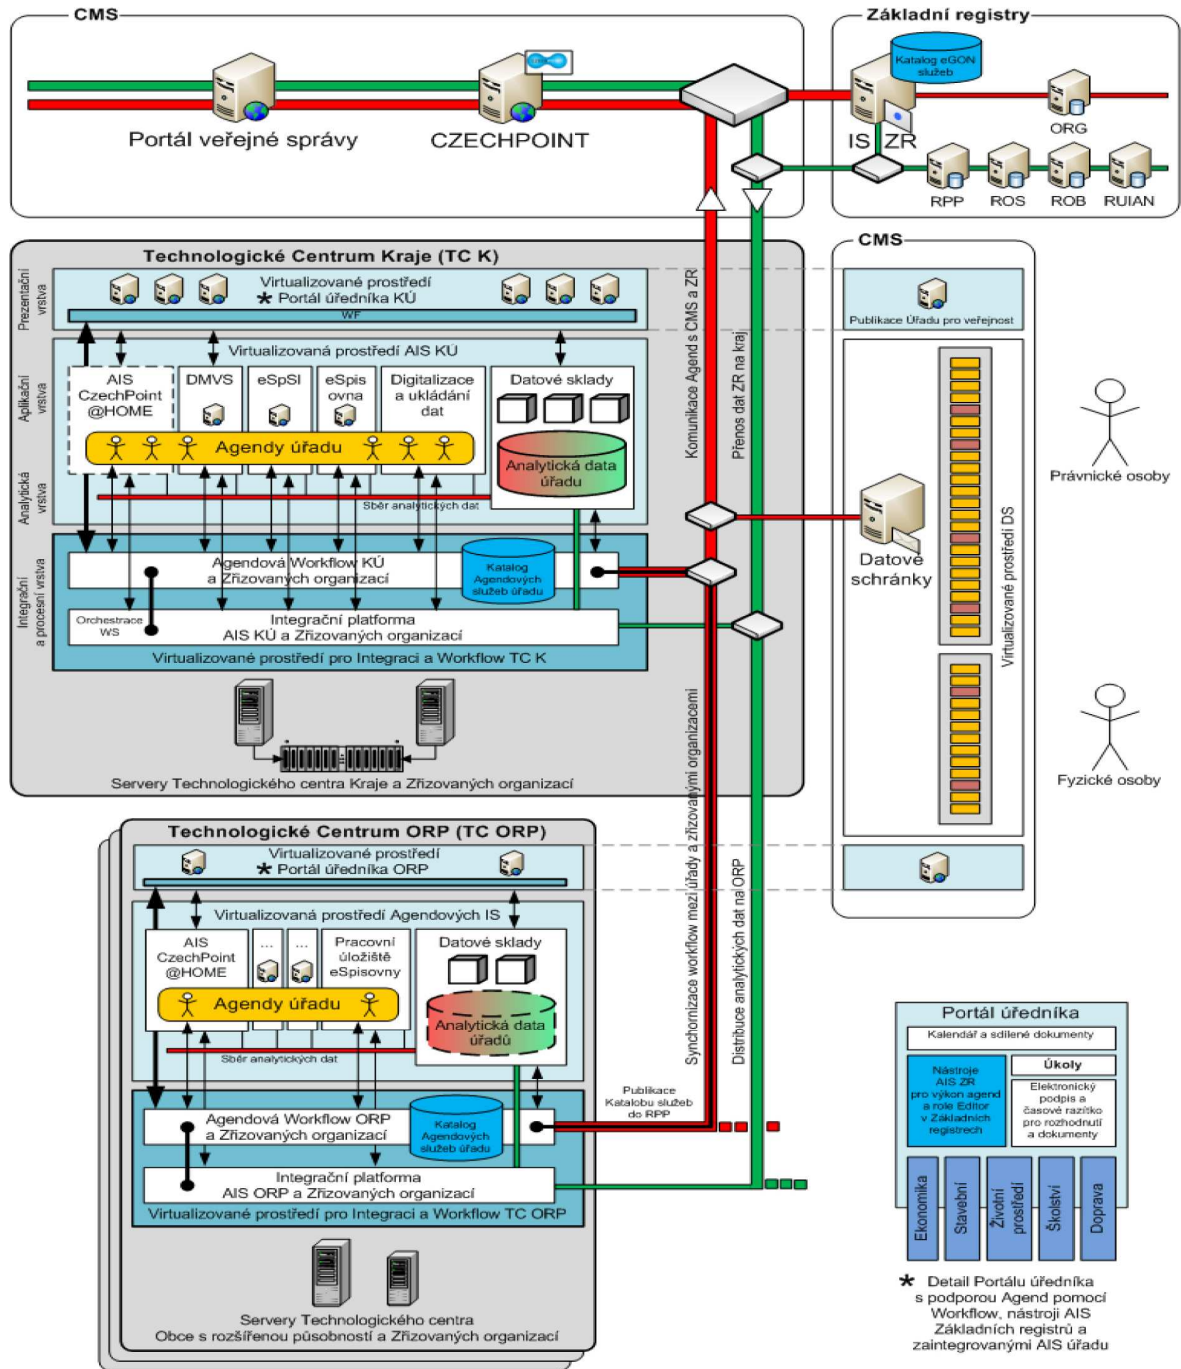 CMS
Základní registry
Katalog eGON
služeb
Portál veřejné správy
CZECHPOINT
IS ZR
ORG
RPP
ROS
ROB
RUIAN
Technologické Centrum Kraje (TC K)
Prezentační
vrstva
Virtualizované prostředí
* Portál úředníka KÚ
WF
Aplikační
vrstva
Virtualizovaná prostředí AIS KÚ
AIS
CzechPoint
@HOME
DMVS
eSpSl
eSpis
ovna
Digitalizace
a ukládání
dat
Datové sklady
Agendy úřadu
Analytická data
úřadu
Analytická
vrstva
Sběr analytických dat
Integrační
a procesní vrstva
Agendová Workflow KÚ
a Zřizovaných organizací
Katalog
Agendových
služeb úřadu
Orchestrace
WS
Integrační platforma
AIS KÚ a Zřizovaných organizací
Virtualizované prostředí pro Integraci a Workflow TC K
Servery Technologického centra Kraje a Zřizovaných organizací
Komunikace Agend s CMS a ZR
Přenos dat ZR na kraj
Synchornizace workflow mezi úřady a zřizovanými organizacemi
Distribuce analytických dat na ORP
CMS
Publikace Úřadu pro veřejnost
Datové
schránky
Virtualizované prostředí DS
Právnické osoby
Fyzické osoby
Technologické Centrum ORP (TC ORP)
Virtualizované prostředí
* Portál úředníka ORP
Virtualizovaná prostředí Agendových IS
AIS
CzechPoint
@HOME
...
...
Pracovní
úložiště
eSpisovny
Datové sklady
Agendy úřadu
Analytická data
úřadů
Sběr analytických dat
Agendová Workflow ORP
a Zřizovaných organizací
Katalog
Agendových
služeb úřadu
Publikace
Katalobu služeb
do RPP
Integrační platforma
AIS ORP a Zřizovaných organizací
Virtualizované prostředí pro Integraci a Workflow TC ORP
Servery Technologického centra
Obce s rozšířenou působností a Zřizovaných organizací
Portál úředníka
Kalendář a sdílené dokumenty
Nástroje
AIS ZR
pro výkon agend
a role Editor
v Základních
registrech
Úkoly
Elektronický
podpis a
časové razítko
pro rozhodnutí
a dokumenty
Ekonomika
Stavební
Životní
prostředí
Školství
Doprava
* Detail Portálu úředníka
s podporou Agend pomocí
Workflow, nástroji AIS
Základních registrů a
zaintegrovanými AIS úřadu